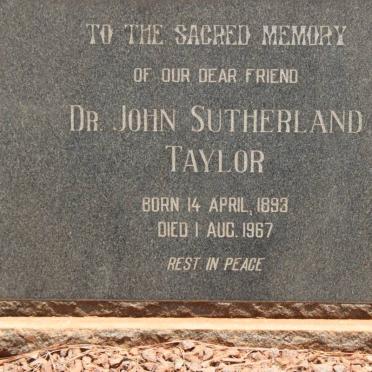 TO THE SACRED MEMORY
OF OUR DEAR FRIEND
DR. JOHN SUTHERLAND
TAYLOR
BORN 14 APRIL, 1893
DIED 1 AUG. 1967
REST IN PEACE